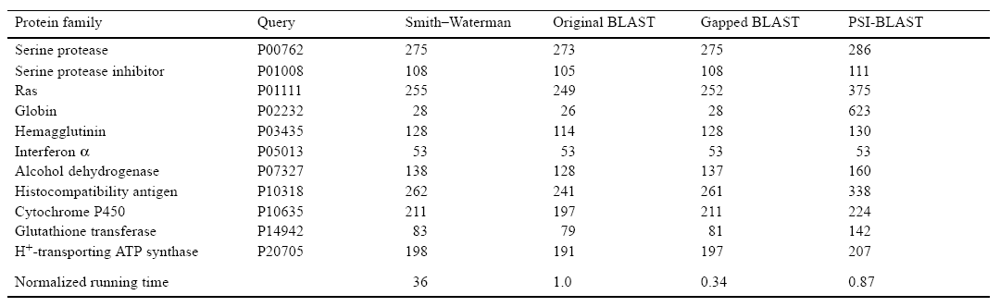 Protein family Query Smith–Waterman Original BLAST Gapped BLAST PSI-BLAST
Serine protease P00762 275 273 275 286
Serine protease inhibitor P01008 108 105 108 111
Ras P01111 255 249 252 375
Globin P02232 28 26 28 623
Hemagglutinin P03435 128 114 128 130
Interferon α P05013 53 53 53 53
Alcohol dehydrogenase P07327 138 128 137 160
Histocompatibility antigen P10318 262 241 261 338
Cytochrome P450 P10635 211 197 211 224
Glutathione transferase P14942 83 79 81 142
H⁺-transporting ATP synthase P20705 198 191 197 207
Normalized running time 36 1.0 0.34 0.87